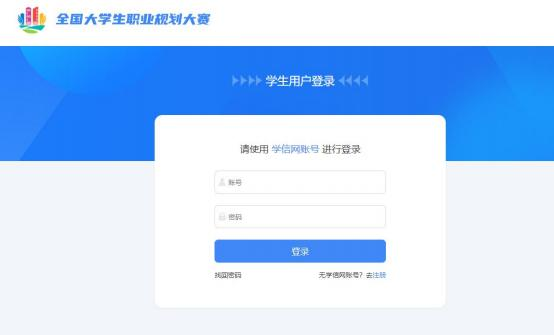 全国大学生职业规划大赛
学生用户登录
请使用 学信网账号 进行登录
账号
密码
登录
找回密码 无学信网账号？去注册